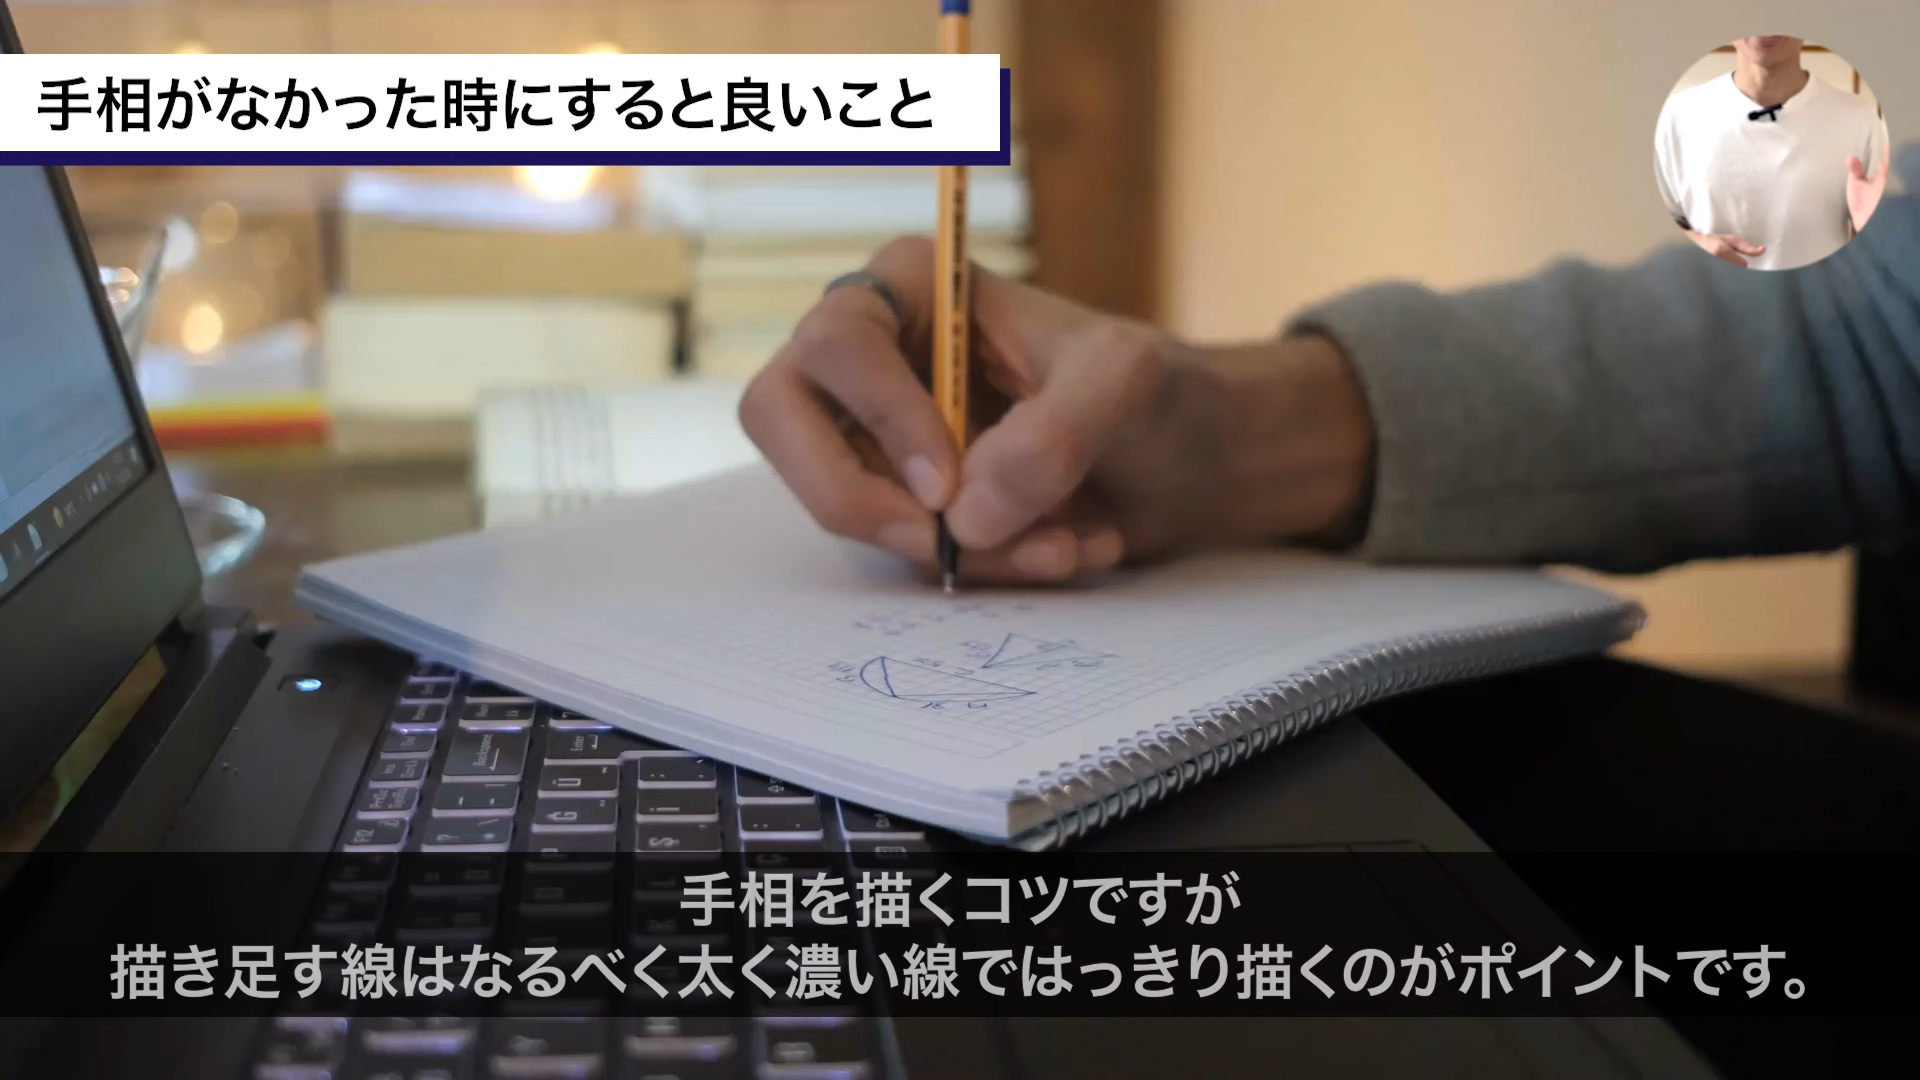 手相がなかった時にすると良いこと
Backspace
Enter
手相を描くコツですが
描き足す線はなるべく太く濃い線ではっきり描くのがポイントです。